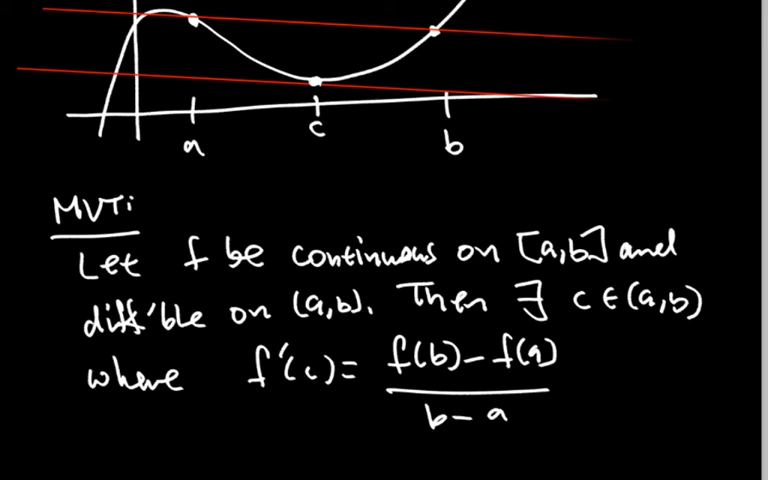 a c b
MVT:
Let f be continuous on [a,b] and
diff'ble on (a,b). Then ∃ c ∈ (a,b)
where f'(c) = f(b) - f(a)
b - a